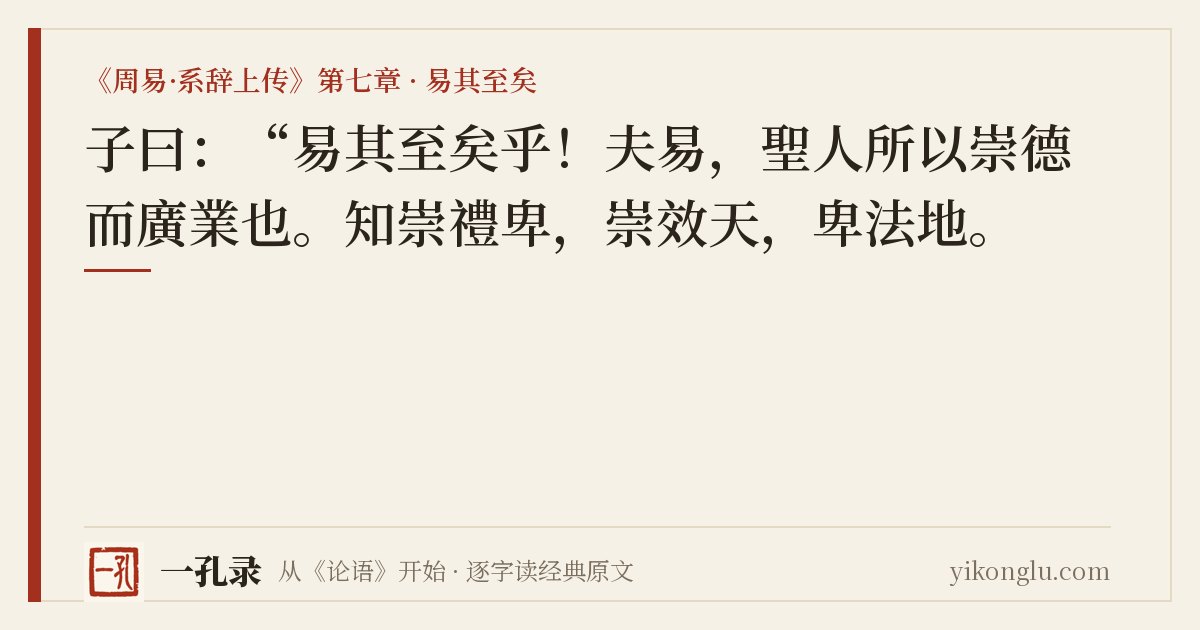 《周易·系辞上传》第七章 · 易其至矣
子曰：“易其至矣乎！夫易，聖人所以崇德
而廣業也。知崇禮卑，崇效天，卑法地。
一孔
一孔录 从《论语》开始 · 逐字读经典原文 yikonglu.com